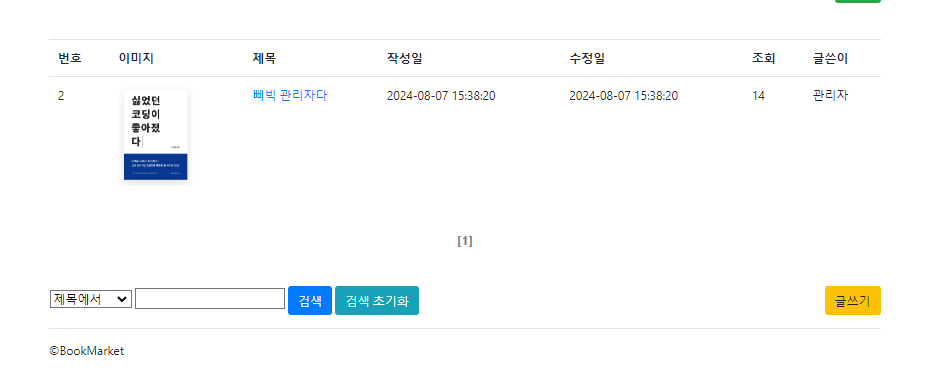 번호 이미지 제목 작성일 수정일 조회 글쓴이
2 삐빅 관리자다 2024-08-07 15:38:20 2024-08-07 15:38:20 14 관리자
싫었던
코딩이
좋아졌
다
[1]
제목에서 검색 검색 초기화 글쓰기
©BookMarket